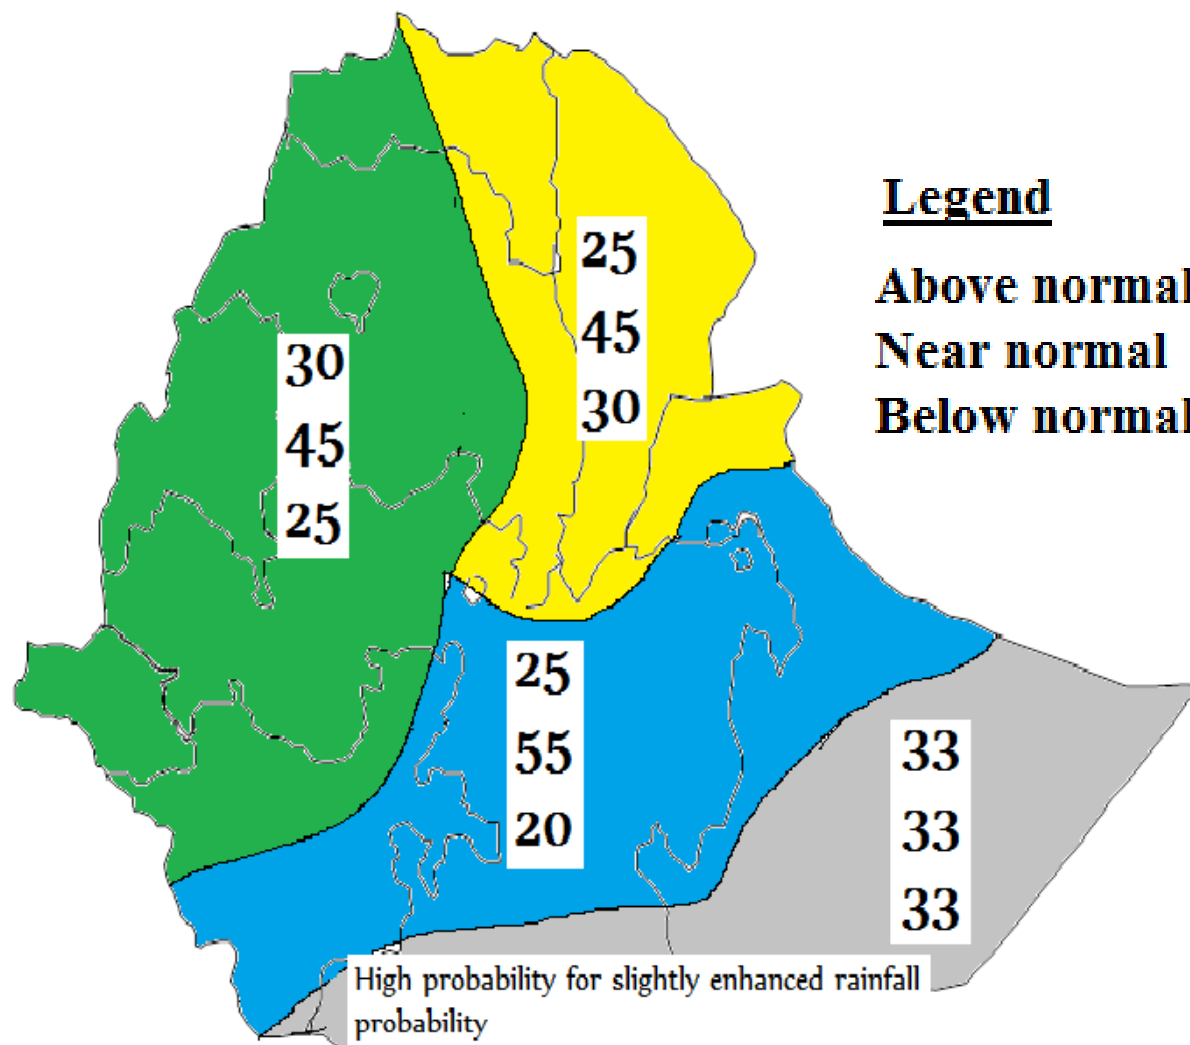 Legend
Above normal
Near normal
Below normal
25
45
30
30
45
25
25
55
20
33
33
33
High probability for slightly enhanced rainfall
probability